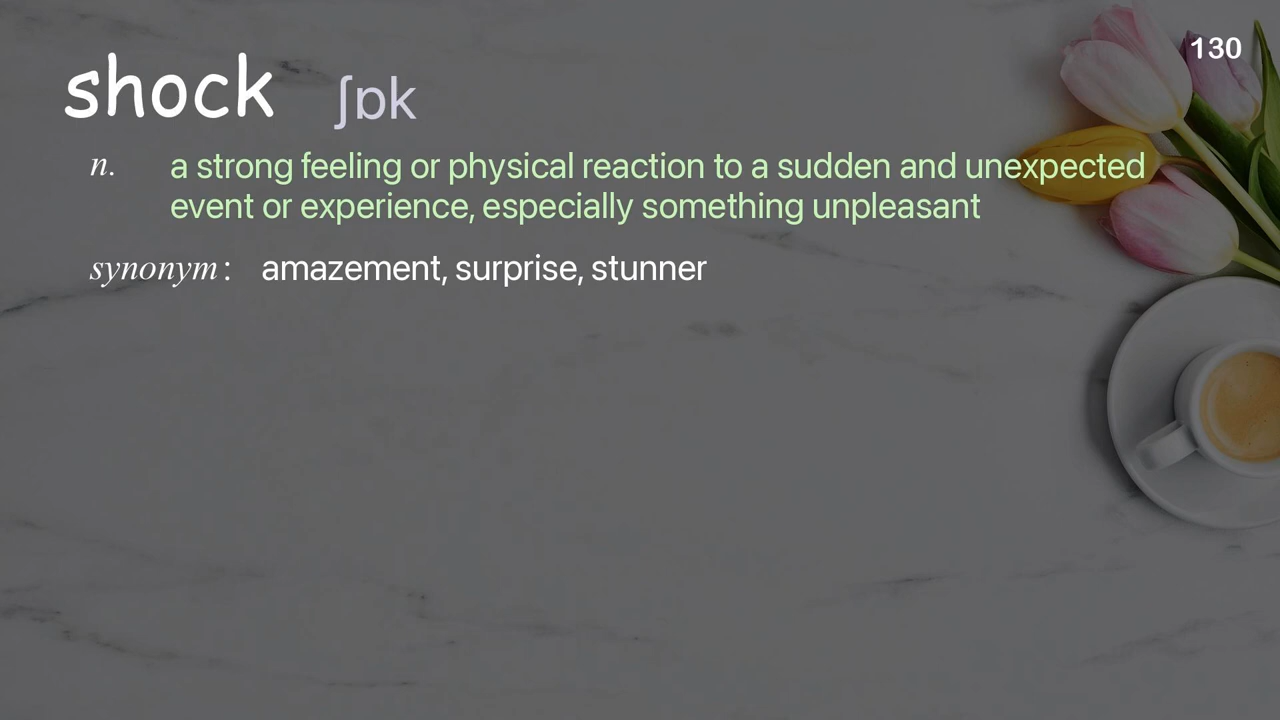 130
shock ʃɒk
n. a strong feeling or physical reaction to a sudden and unexpected
event or experience, especially something unpleasant
synonym : amazement, surprise, stunner